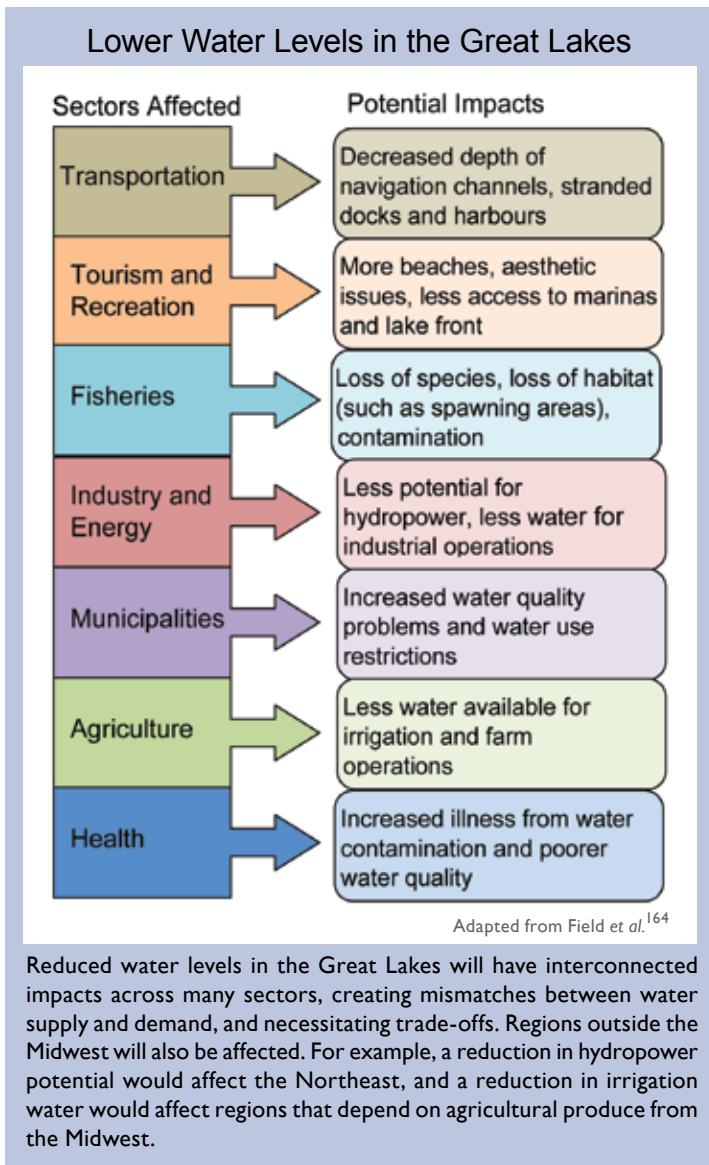 Lower Water Levels in the Great Lakes
Sectors Affected
Potential Impacts
Transportation
Decreased depth of
navigation channels, stranded
docks and harbours
Tourism and
Recreation
More beaches, aesthetic
issues, less access to marinas
and lake front
Fisheries
Loss of species, loss of habitat
(such as spawning areas),
contamination
Industry and
Energy
Less potential for
hydropower, less water for
industrial operations
Municipalities
Increased water quality
problems and water use
restrictions
Agriculture
Less water available for
irrigation and farm
operations
Health
Increased illness from water
contamination and poorer
water quality
Adapted from Field et al.164
Reduced water levels in the Great Lakes will have interconnected
impacts across many sectors, creating mismatches between water
supply and demand, and necessitating trade-offs. Regions outside the
Midwest will also be affected. For example, a reduction in hydropower
potential would affect the Northeast, and a reduction in irrigation
water would affect regions that depend on agricultural produce from
the Midwest.